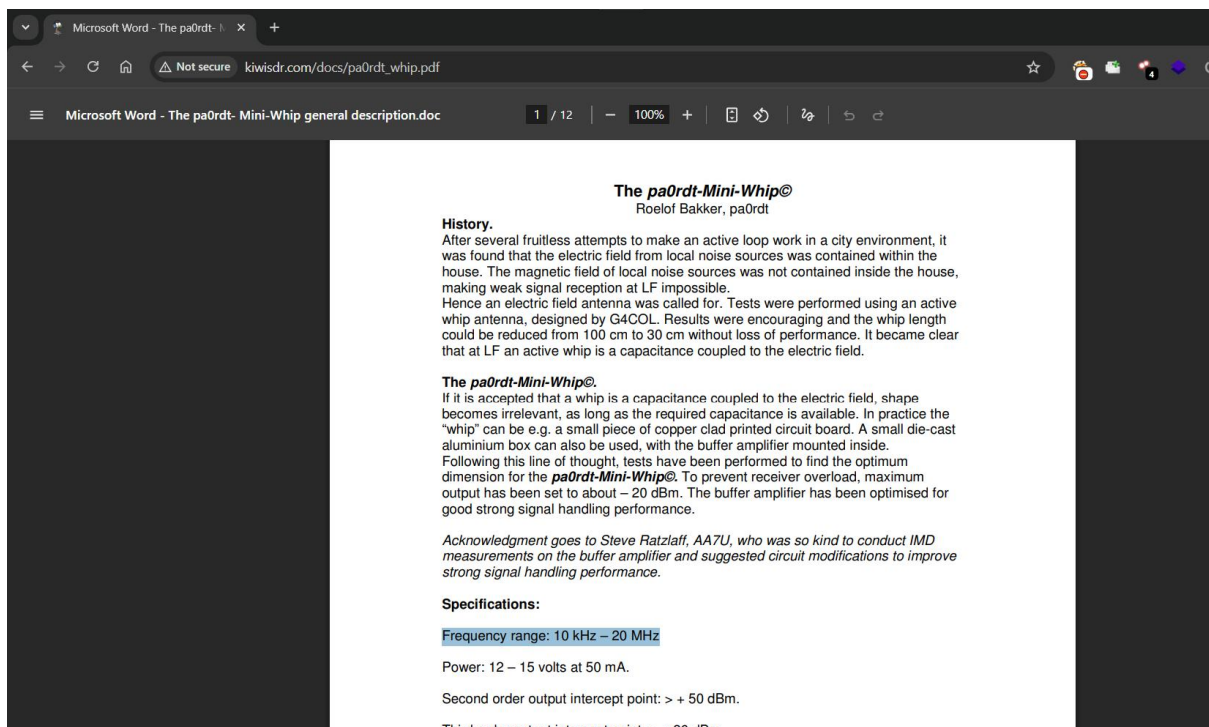 Microsoft Word - The pa0rdt-
Not secure kiwisdr.com/docs/pa0rdt_whip.pdf
4
Microsoft Word - The pa0rdt- Mini-Whip general description.doc 1 / 12 100%
The pa0rdt-Mini-Whip©
Roelof Bakker, pa0rdt
History.
After several fruitless attempts to make an active loop work in a city environment, it
was found that the electric field from local noise sources was contained within the
house. The magnetic field of local noise sources was not contained inside the house,
making weak signal reception at LF impossible.
Hence an electric field antenna was called for. Tests were performed using an active
whip antenna, designed by G4COL. Results were encouraging and the whip length
could be reduced from 100 cm to 30 cm without loss of performance. It became clear
that at LF an active whip is a capacitance coupled to the electric field.
The pa0rdt-Mini-Whip©.
If it is accepted that a whip is a capacitance coupled to the electric field, shape
becomes irrelevant, as long as the required capacitance is available. In practice the
“whip” can be e.g. a small piece of copper clad printed circuit board. A small die-cast
aluminium box can also be used, with the buffer amplifier mounted inside.
Following this line of thought, tests have been performed to find the optimum
dimension for the pa0rdt-Mini-Whip©. To prevent receiver overload, maximum
output has been set to about – 20 dBm. The buffer amplifier has been optimised for
good strong signal handling performance.
Acknowledgment goes to Steve Ratzlaff, AA7U, who was so kind to conduct IMD
measurements on the buffer amplifier and suggested circuit modifications to improve
strong signal handling performance.
Specifications:
Frequency range: 10 kHz – 20 MHz
Power: 12 – 15 volts at 50 mA.
Second order output intercept point: > + 50 dBm.